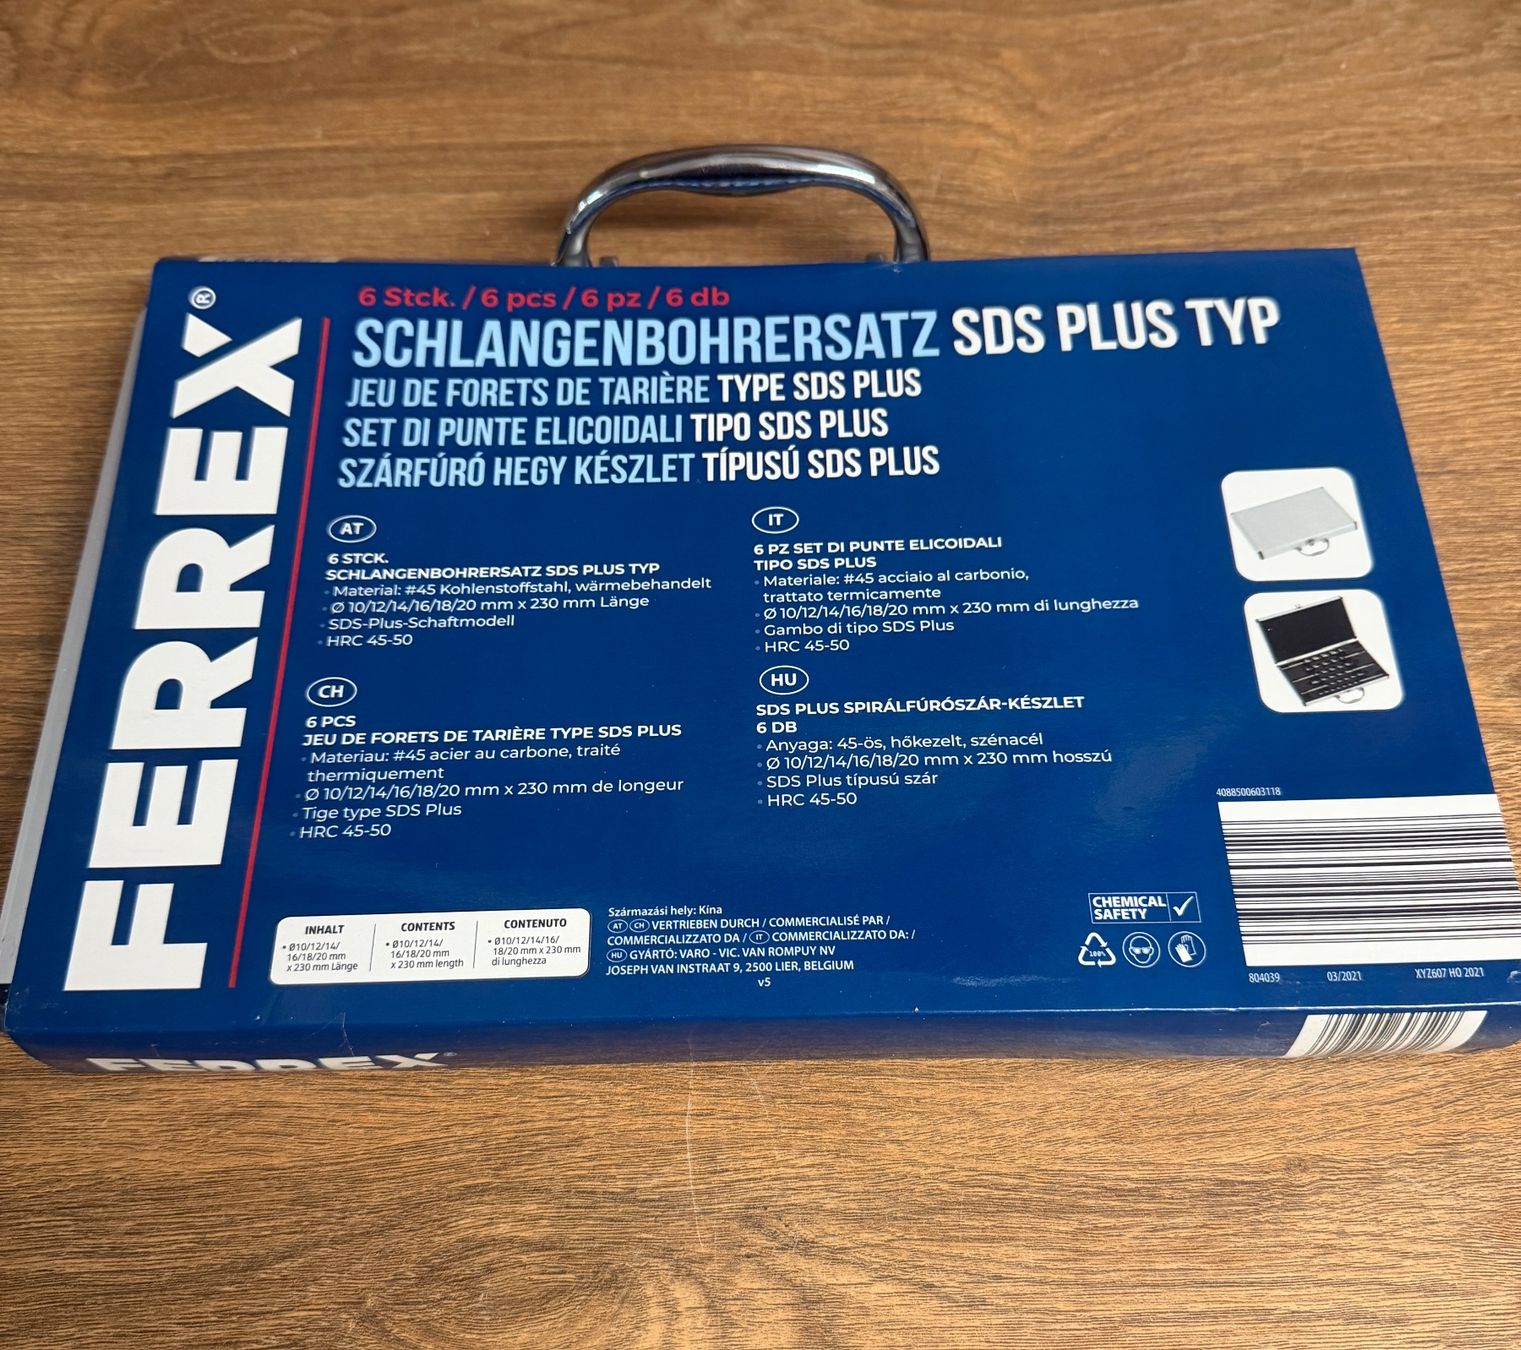 FERREX®
6 Stck. / 6 pcs / 6 pz / 6 db
SCHLANGENBOHRERSATZ SDS PLUS TYP
JEU DE FORETS DE TARIÈRE TYPE SDS PLUS
SET DI PUNTE ELICOIDALI TIPO SDS PLUS
SZÁRFÚRÓ HEGY KÉSZLET TÍPUSÚ SDS PLUS
AT
6 STCK.
SCHLANGENBOHRERSATZ SDS PLUS TYP
• Material: #45 Kohlenstoffstahl, wärmebehandelt
• Ø 10/12/14/16/18/20 mm x 230 mm Länge
• SDS-Plus-Schaftmodell
• HRC 45-50
CH
6 PCS
JEU DE FORETS DE TARIÈRE TYPE SDS PLUS
• Materiau: #45 acier au carbone, traité
thermiquement
• Ø 10/12/14/16/18/20 mm x 230 mm de longeur
• Tige type SDS Plus
• HRC 45-50
IT
6 PZ SET DI PUNTE ELICOIDALI
TIPO SDS PLUS
• Materiale: #45 acciaio al carbonio,
trattato termicamente
• Ø 10/12/14/16/18/20 mm x 230 mm di lunghezza
• Gambo di tipo SDS Plus
• HRC 45-50
HU
SDS PLUS SPIRÁLFÚRÓSZÁR-KÉSZLET
6 DB
• Anyaga: 45-ös, hőkezelt, szénacél
• Ø 10/12/14/16/18/20 mm x 230 mm hosszú
• SDS Plus típusú szár
• HRC 45-50
INHALT
• Ø10/12/14/
16/18/20 mm
x 230 mm Länge
CONTENTS
• Ø10/12/14/
16/18/20 mm
x 230 mm length
CONTENUTO
• Ø10/12/14/16/
18/20 mm x 230 mm
di lunghezza
Származási hely: Kína
AT CH VERTRIEBEN DURCH / COMMERCIALISÉ PAR /
COMMERCIALIZZATO DA / IT COMMERCIALIZZATO DA: /
HU GYÁRTÓ: VARO - VIC. VAN ROMPUY NV
JOSEPH VAN INSTRAAT 9, 2500 LIER, BELGIUM
v5
CHEMICAL
SAFETY
100%
4088500603118
804039 03/2021 XYZ607 HO 2021
FERREX®